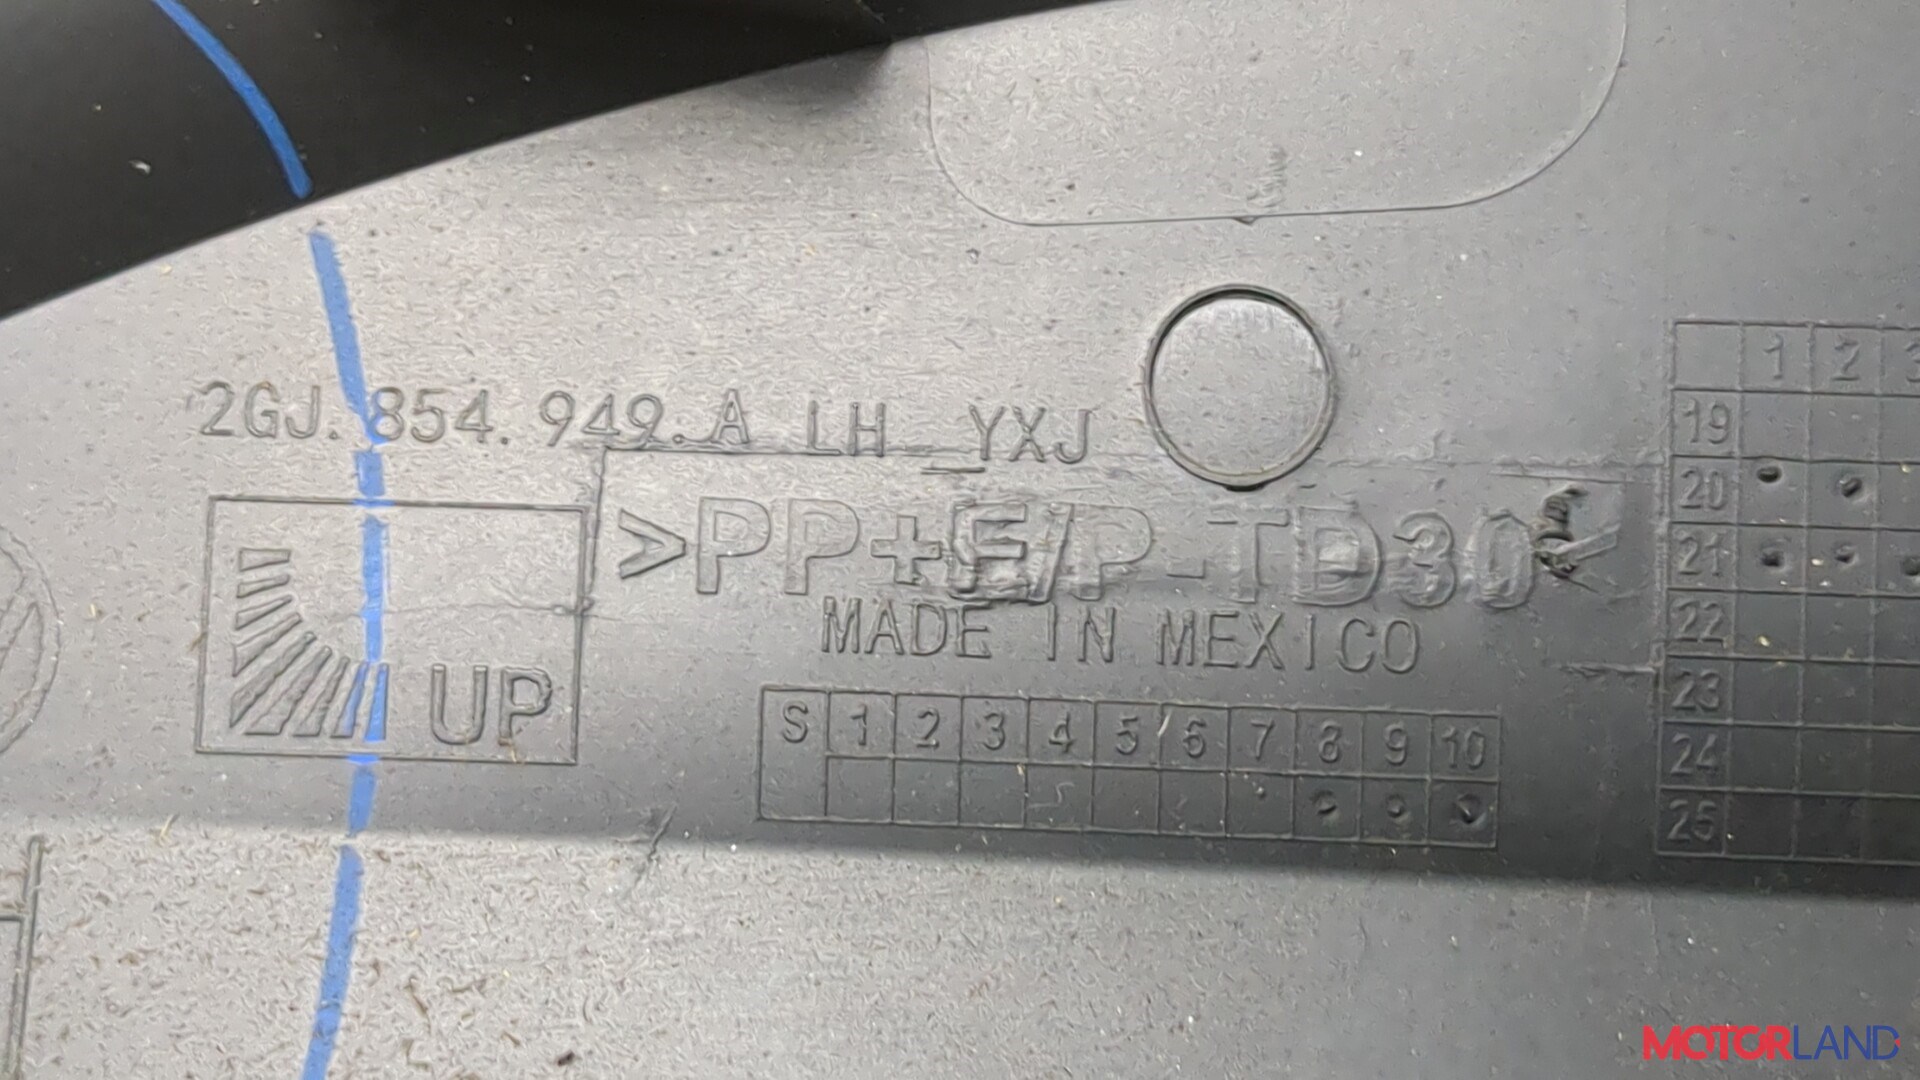 2GJ.854.949.A LH YXJ
>PP+E/P-TD30<
MADE IN MEXICO
UP
S 1 2 3 4 5 6 7 8 9 10
1 2 3
19
20
21
22
23
24
25
MOTORLAND